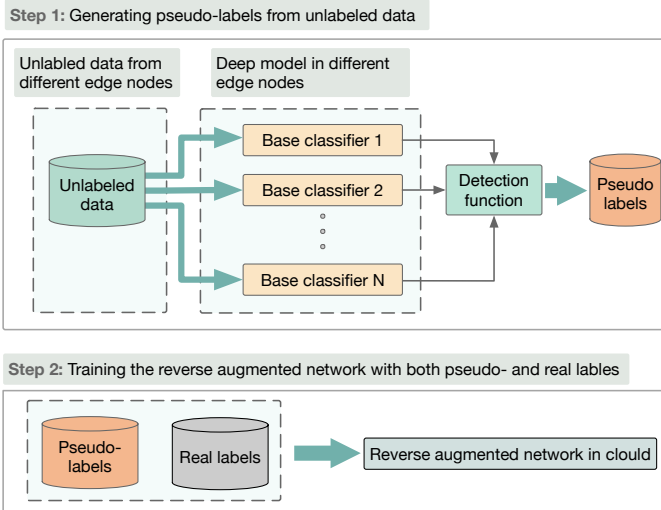 Step 1: Generating pseudo-labels from unlabeled data
Unlabled data from
different edge nodes
Deep model in different
edge nodes
Unlabeled
data
Base classifier 1
Base classifier 2
Base classifier N
Detection
function
Pseudo
labels
Step 2: Training the reverse augmented network with both pseudo- and real lables
Pseudo-
labels
Real labels
Reverse augmented network in clould